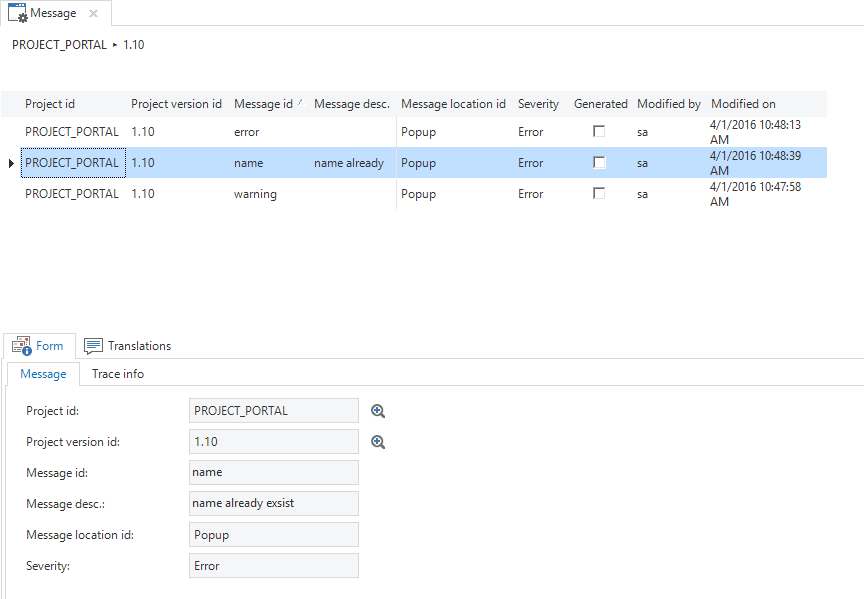 Message
PROJECT_PORTAL ▸ 1.10
Project id Project version id Message id Message desc. Message location id Severity Generated Modified by Modified on
PROJECT_PORTAL 1.10 error Popup Error sa 4/1/2016 10:48:13
AM
PROJECT_PORTAL 1.10 name name already Popup Error sa 4/1/2016 10:48:39
AM
PROJECT_PORTAL 1.10 warning Popup Error sa 4/1/2016 10:47:58
AM
Form Translations
Message Trace info
Project id: PROJECT_PORTAL
Project version id: 1.10
Message id: name
Message desc.: name already exsist
Message location id: Popup
Severity: Error